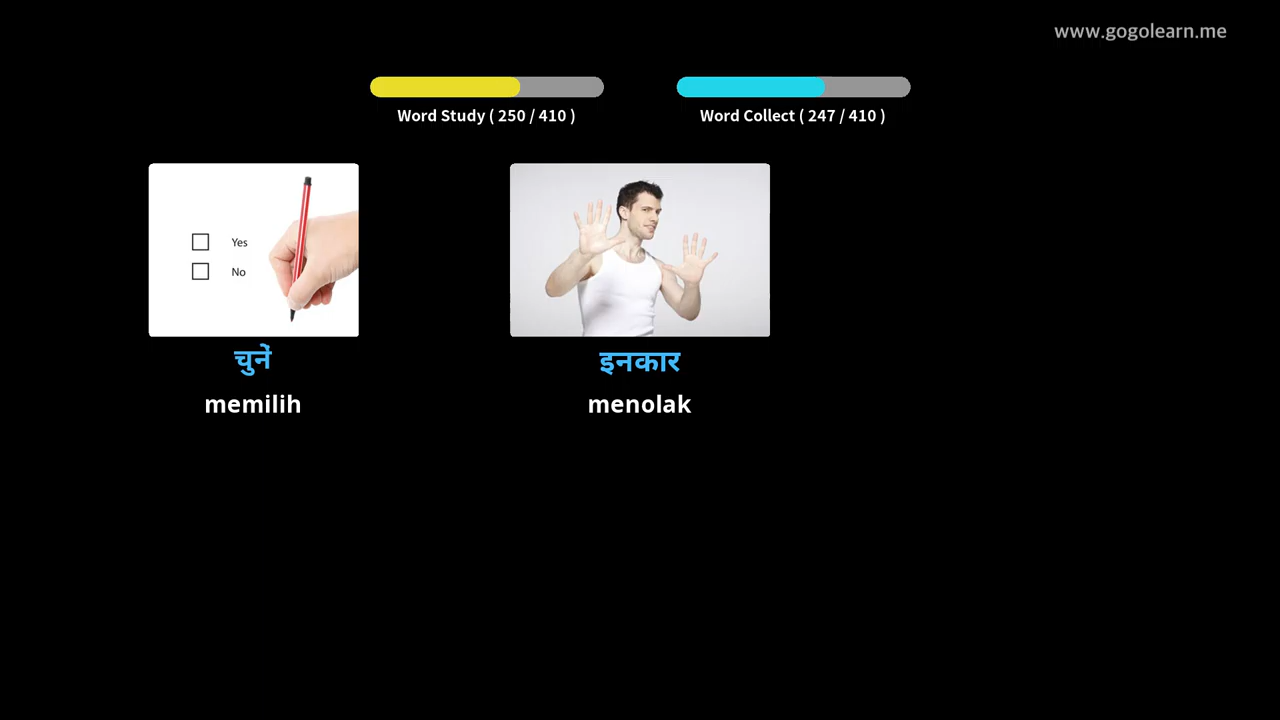 www.gogolearn.me
Word Study ( 250 / 410 )
Word Collect ( 247 / 410 )
Yes
No
चुनें
इनकार
memilih
menolak